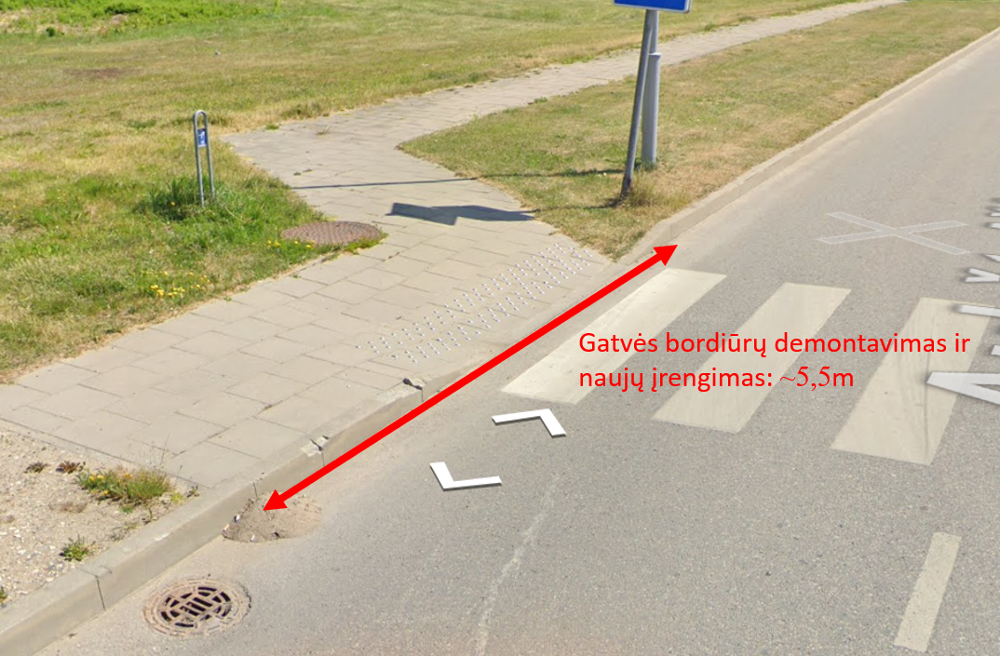 Gatvės bordiūrų demontavimas ir
naujų įrengimas: ~5,5m